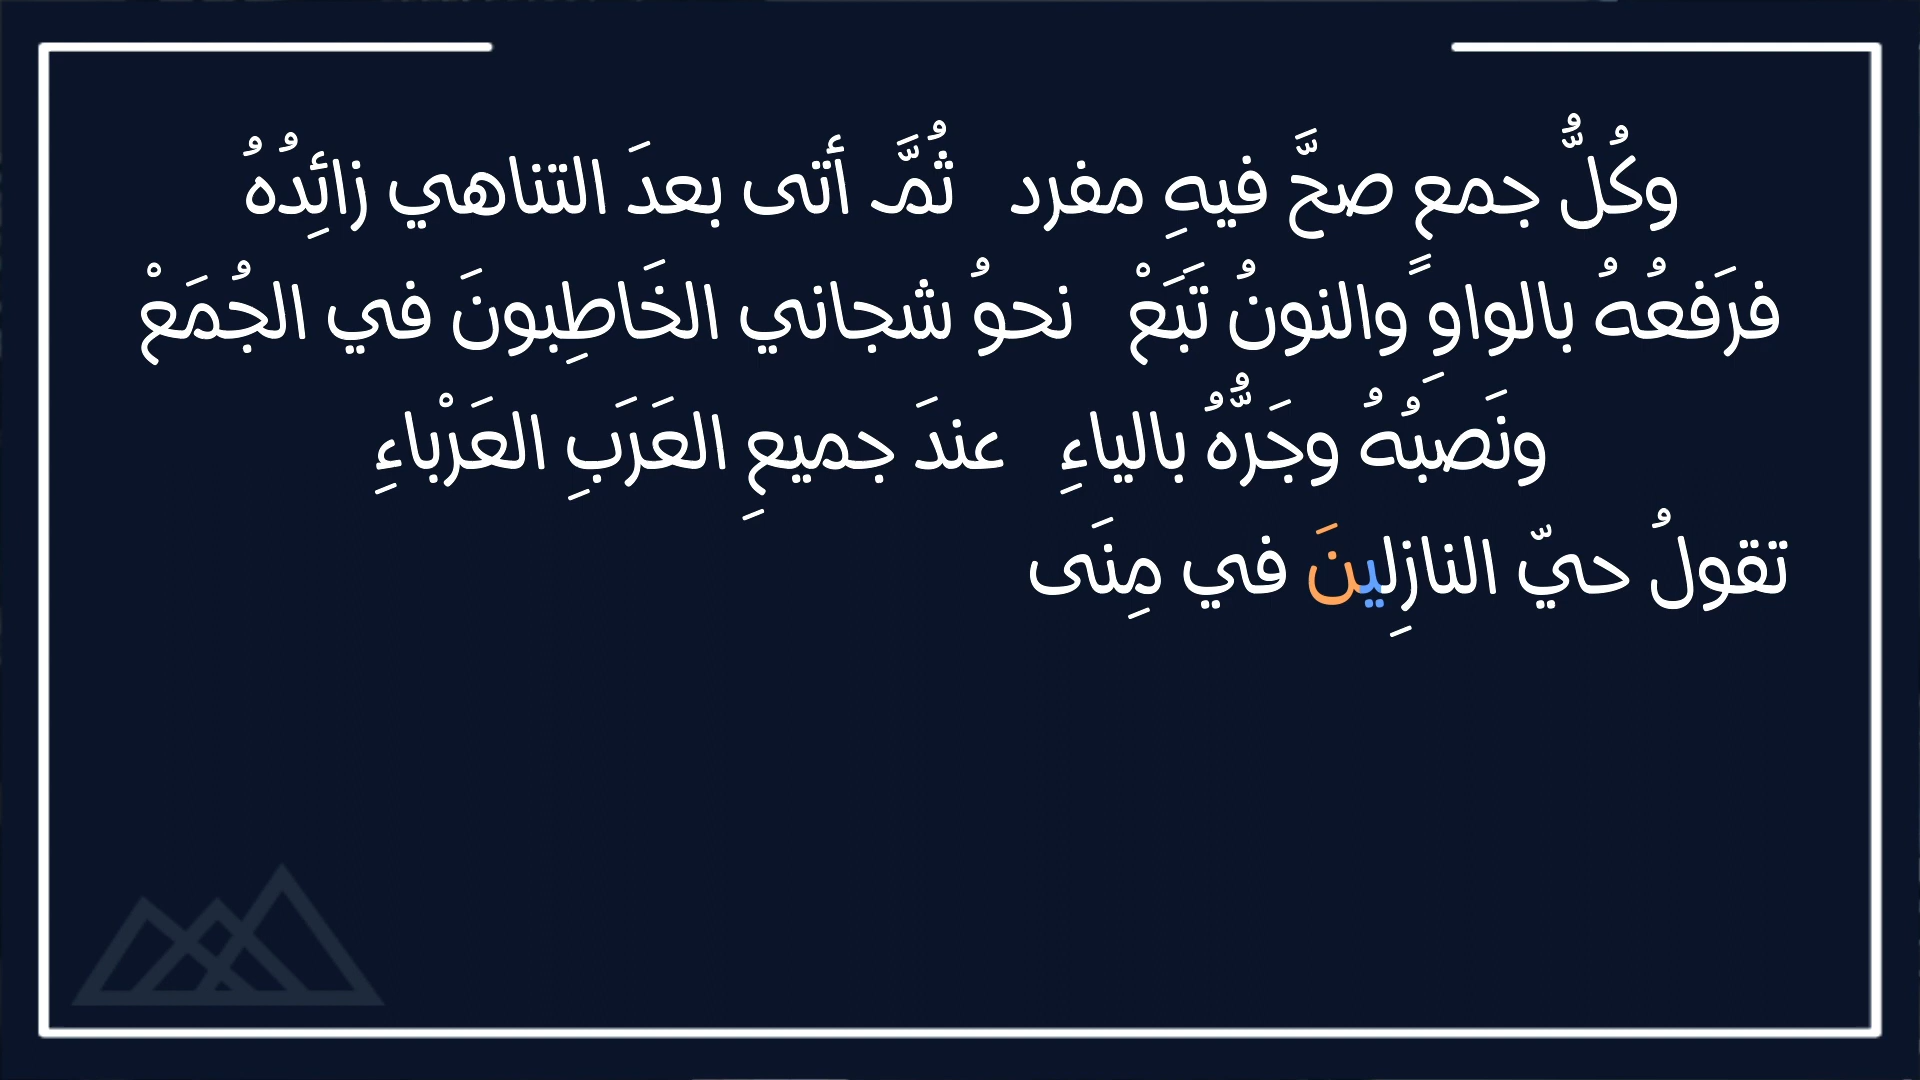 وكُلُّ جمعٍ صحَّ فيهِ مفرد ثُمَّ أتى بعدَ التناهي زائِدُهُ
فرَفعُهُ بالواوِ والنونُ تَبَعْ نحوُ شجاني الخَاطِبونَ في الجُمَعْ
ونَصبُهُ وجَرُّهُ بالياءِ عندَ جميعِ العَرَبِ العَرْباءِ
تقولُ حيّ النازِلينَ في مِنَى